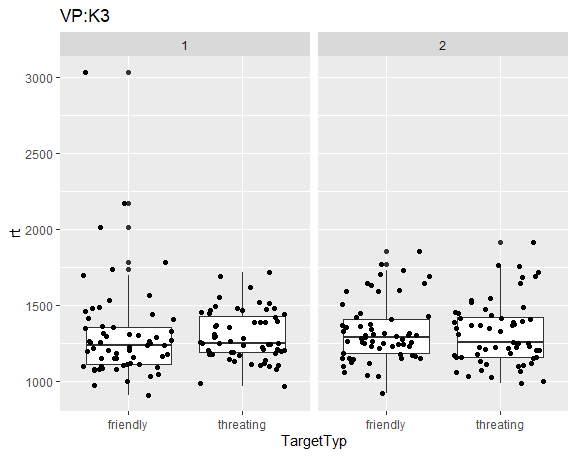 VP:K3
1 2
3000
2500
2000
1500
1000
rt
friendly threating friendly threating
TargetTyp